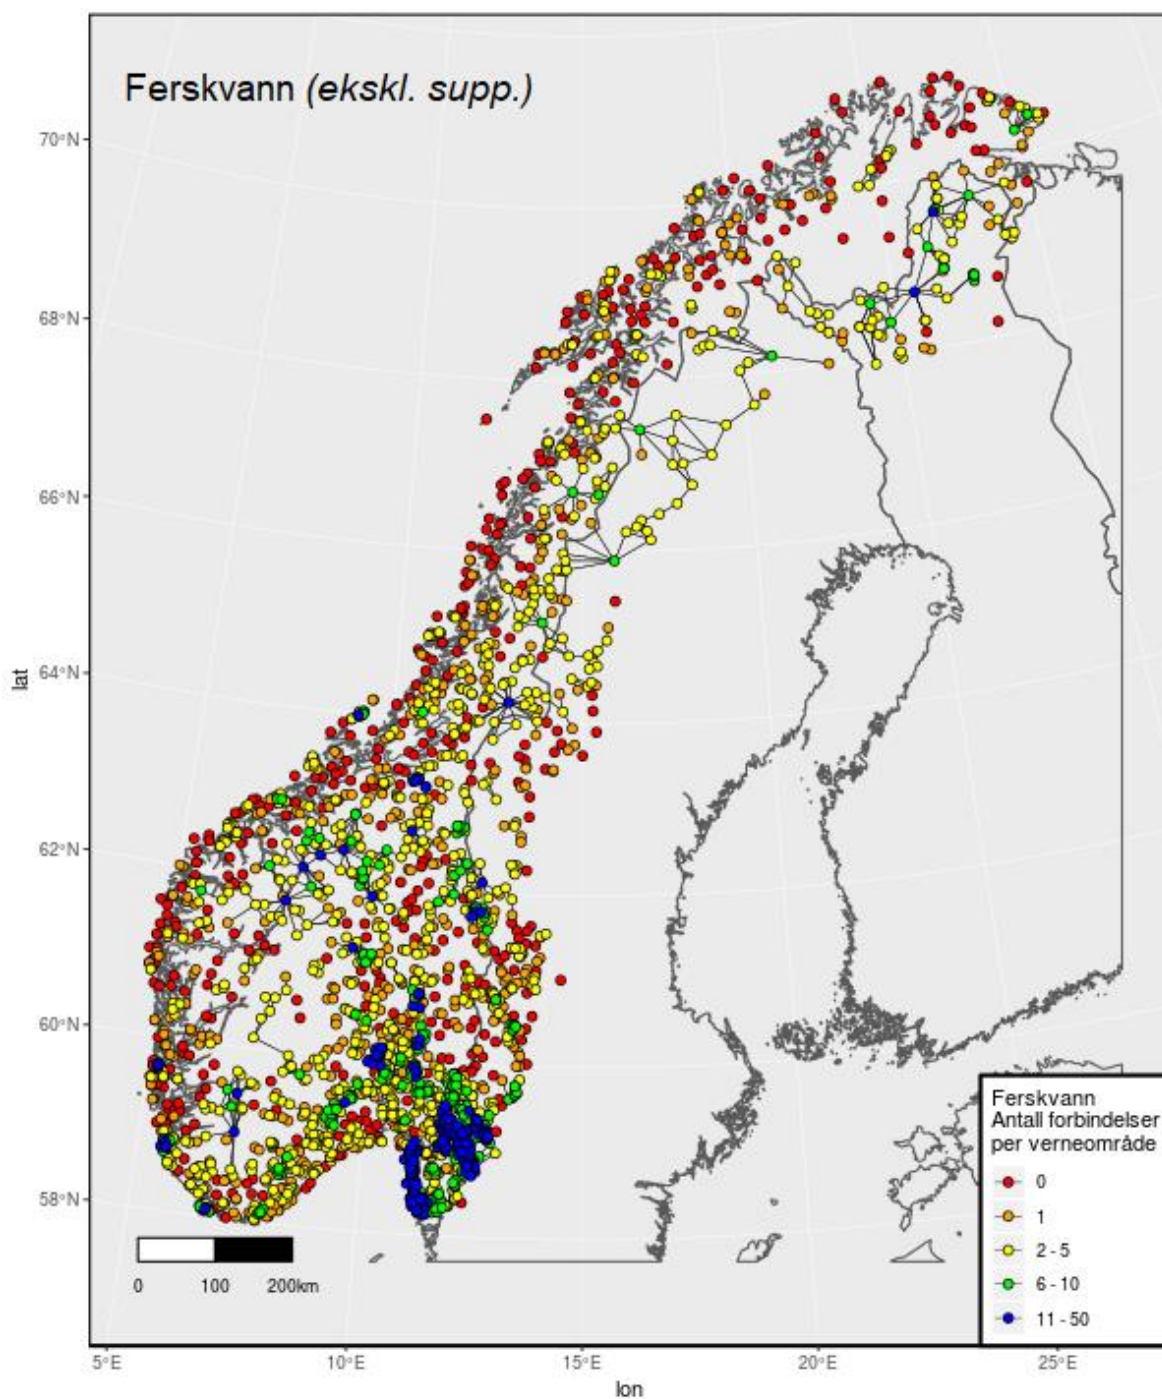 Ferskvann (ekskl. supp.)
70°N
68°N
66°N
64°N
62°N
60°N
58°N
lat
0 100 200km
Ferskvann
Antall forbindelser
per verneområde
0
1
2 - 5
6 - 10
11 - 50
5°E 10°E 15°E 20°E 25°E
lon